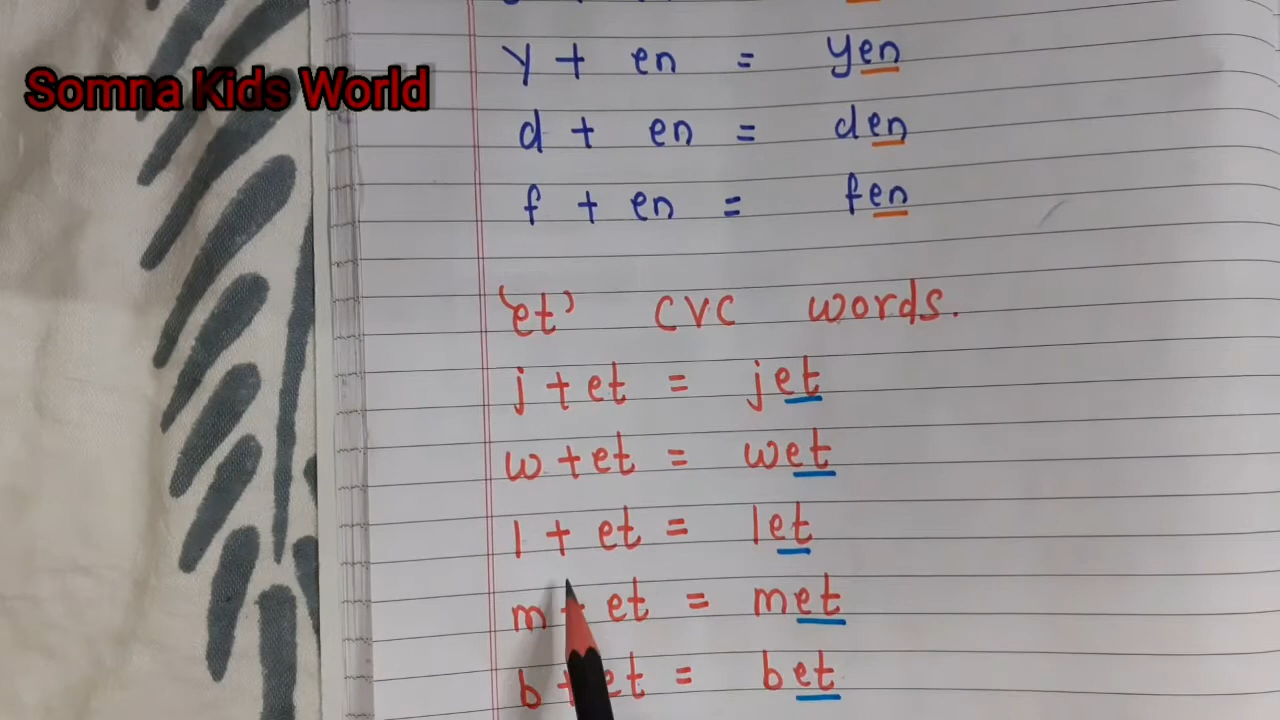 Somna Kids World
y + en = yen
d + en = den
f + en = fen
'et' CVC words.
j + et = jet
w + et = wet
l + et = let
m + et = met
b + et = bet